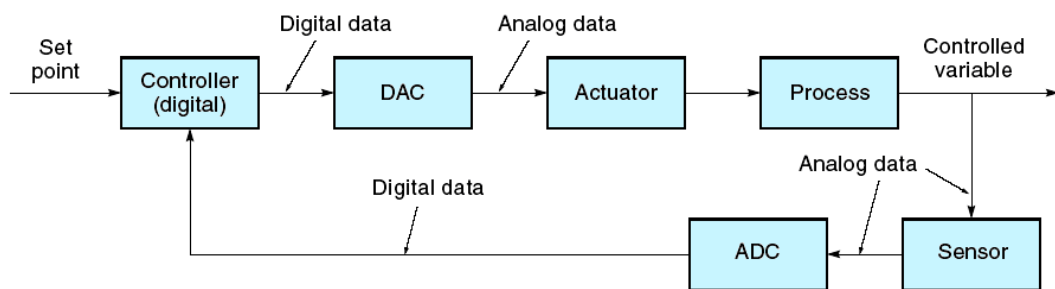 Digital data
Analog data
Set
point
Controlled
variable
Controller
(digital)
DAC
Actuator
Process
Analog data
Digital data
ADC
Sensor